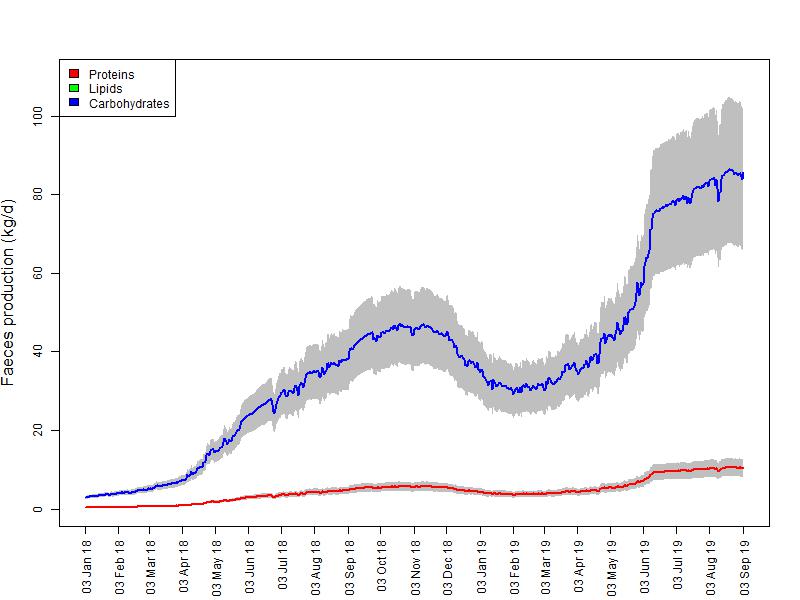 Proteins
Lipids
Carbohydrates
Faeces production (kg/d)
100
80
60
40
20
0
03 Jan 18
03 Feb 18
03 Mar 18
03 Apr 18
03 May 18
03 Jun 18
03 Jul 18
03 Aug 18
03 Sep 18
03 Oct 18
03 Nov 18
03 Dec 18
03 Jan 19
03 Feb 19
03 Mar 19
03 Apr 19
03 May 19
03 Jun 19
03 Jul 19
03 Aug 19
03 Sep 19